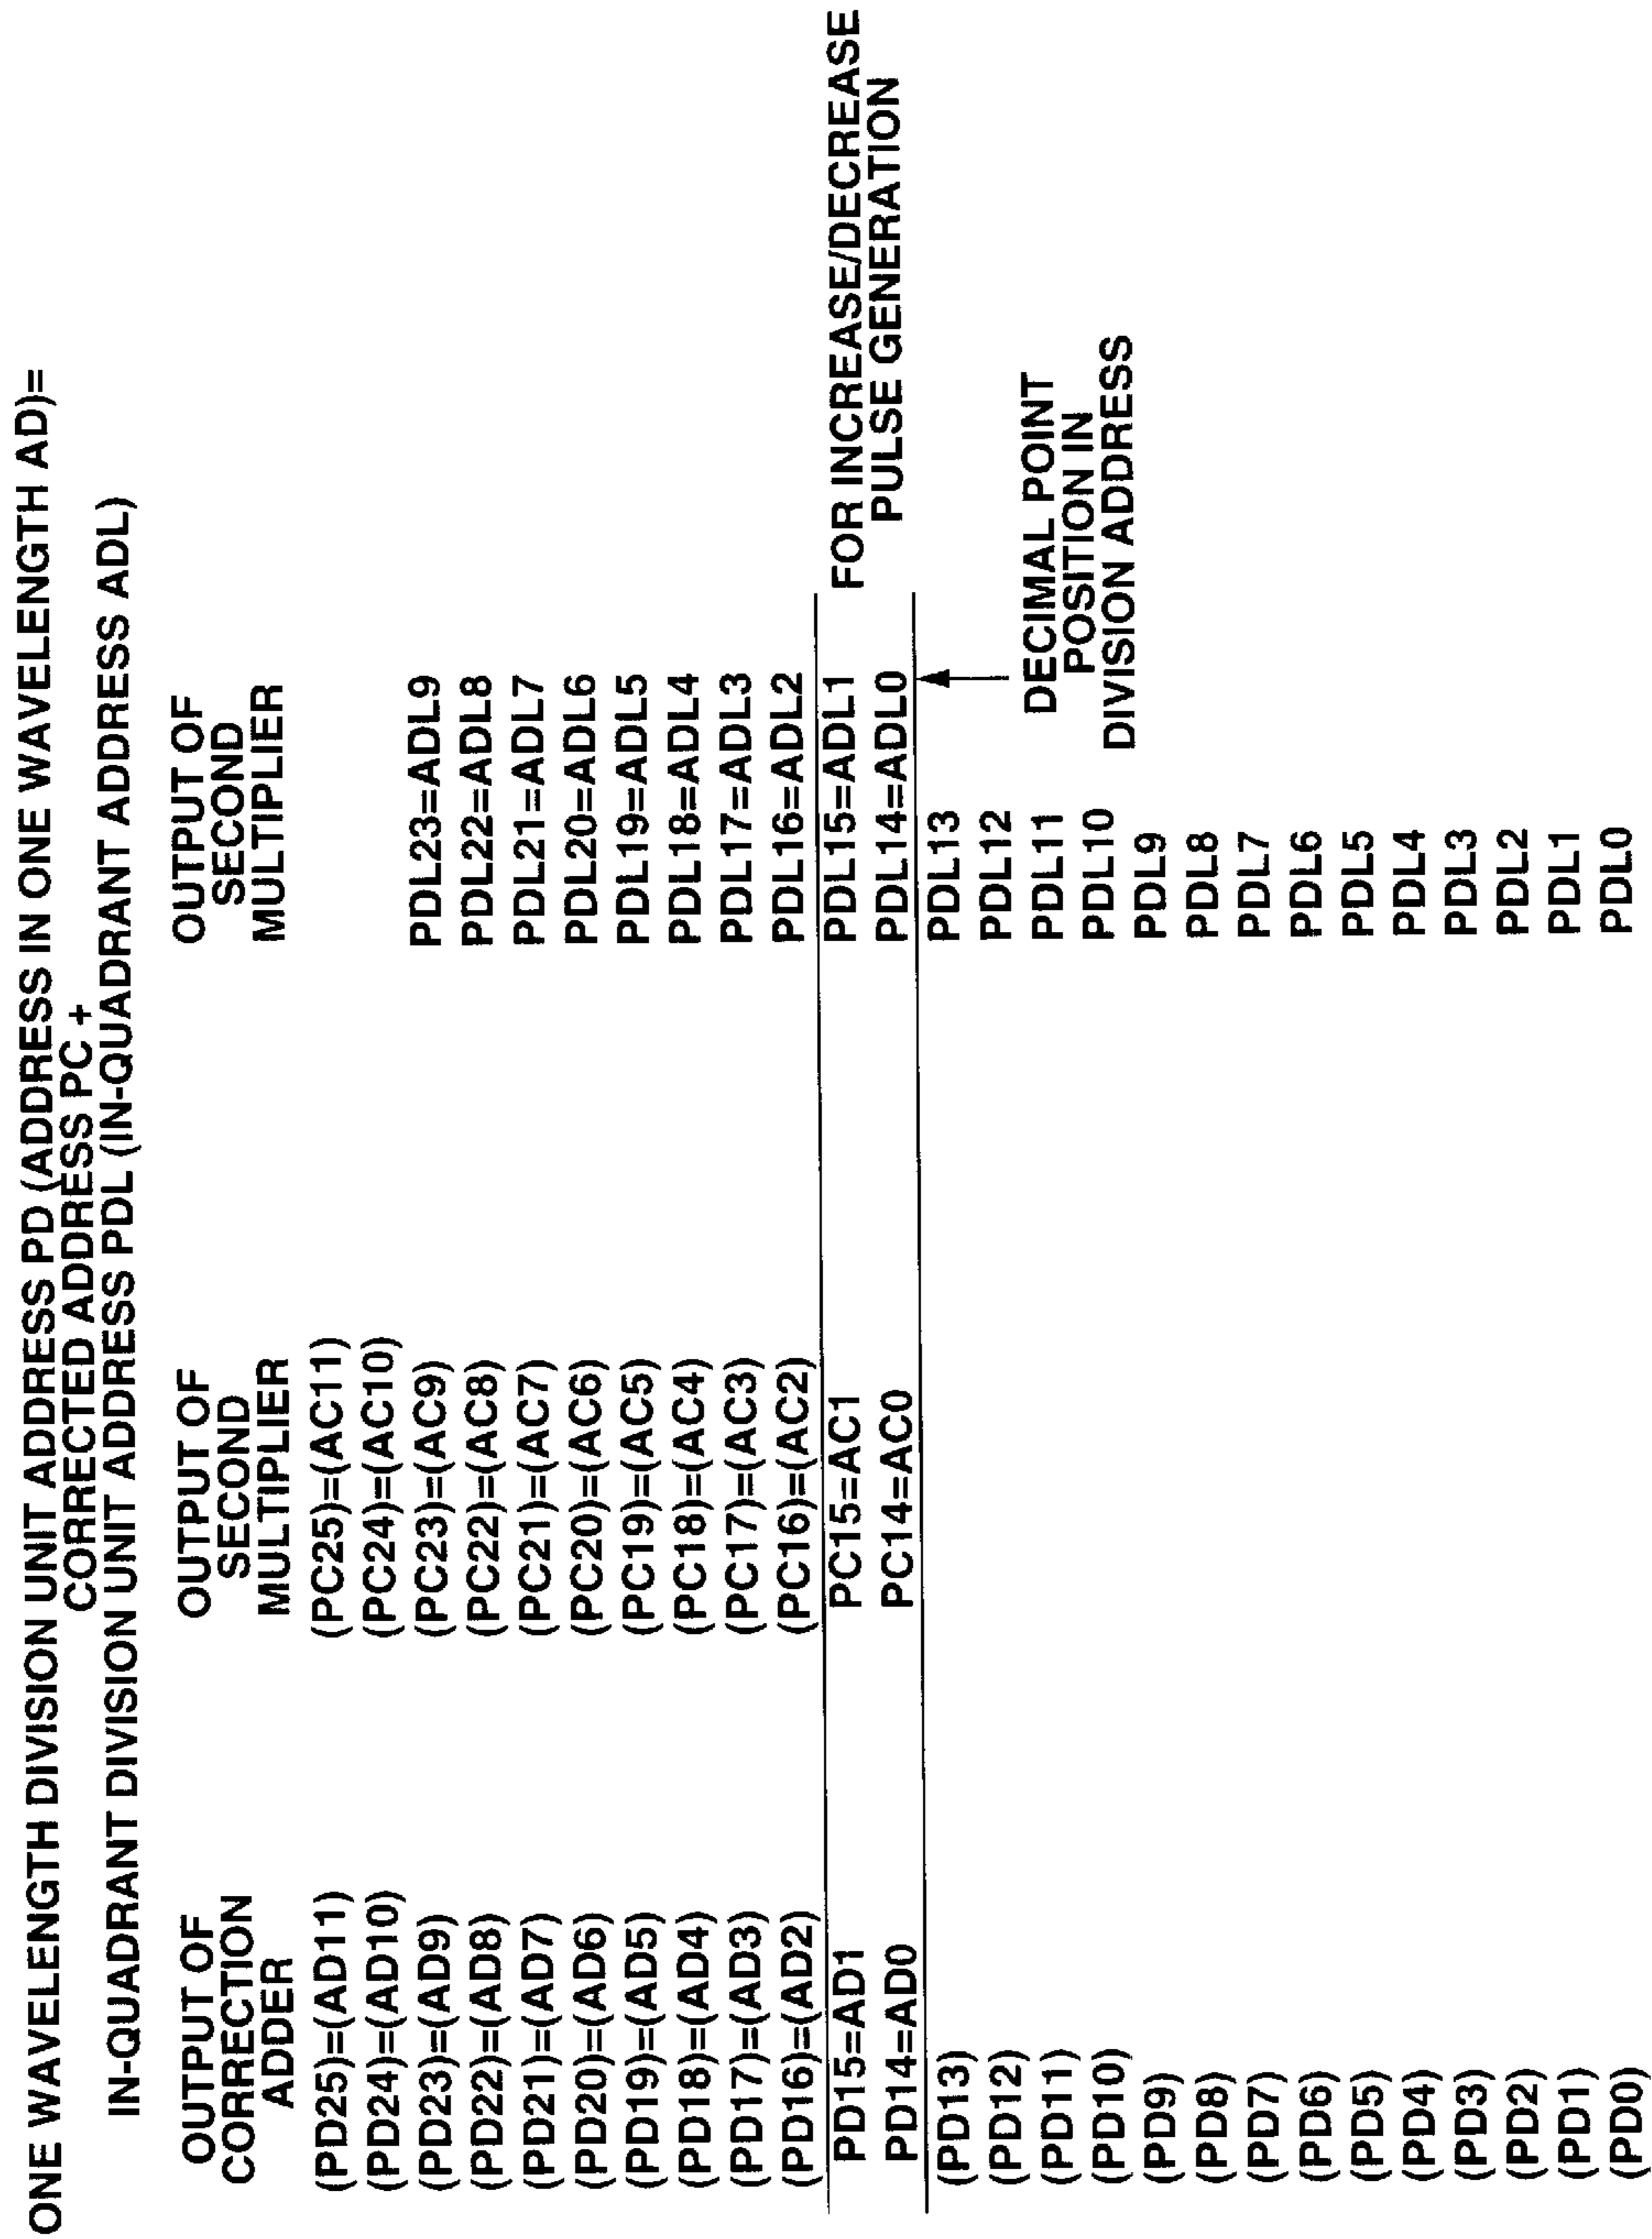 ONE WAVELENGTH DIVISION UNIT ADDRESS PD (ADDRESS IN ONE WAVELENGTH AD)=
CORRECTED ADDRESS PC +
IN-QUADRANT DIVISION UNIT ADDRESS PDL (IN-QUADRANT ADDRESS ADL)
OUTPUT OF
CORRECTION
ADDER
(PD25)=(AD11)
(PD24)=(AD10)
(PD23)=(AD9)
(PD22)=(AD8)
(PD21)=(AD7)
(PD20)=(AD6)
(PD19)=(AD5)
(PD18)=(AD4)
(PD17)=(AD3)
(PD16)=(AD2)
PD15=AD1
PD14=AD0
(PD13)
(PD12)
(PD11)
(PD10)
(PD9)
(PD8)
(PD7)
(PD6)
(PD5)
(PD4)
(PD3)
(PD2)
(PD1)
(PD0)
OUTPUT OF
SECOND
MULTIPLIER
(PC25)=(AC11)
(PC24)=(AC10)
(PC23)=(AC9)
(PC22)=(AC8)
(PC21)=(AC7)
(PC20)=(AC6)
(PC19)=(AC5)
(PC18)=(AC4)
(PC17)=(AC3)
(PC16)=(AC2)
PC15=AC1
PC14=AC0
OUTPUT OF
SECOND
MULTIPLIER
PDL23=ADL9
PDL22=ADL8
PDL21=ADL7
PDL20=ADL6
PDL19=ADL5
PDL18=ADL4
PDL17=ADL3
PDL16=ADL2
PDL15=ADL1
PDL14=ADL0
PDL13
PDL12
PDL11
PDL10
PDL9
PDL8
PDL7
PDL6
PDL5
PDL4
PDL3
PDL2
PDL1
PDL0
FOR INCREASE/DECREASE
PULSE GENERATION
DECIMAL POINT
POSITION IN
DIVISION ADDRESS